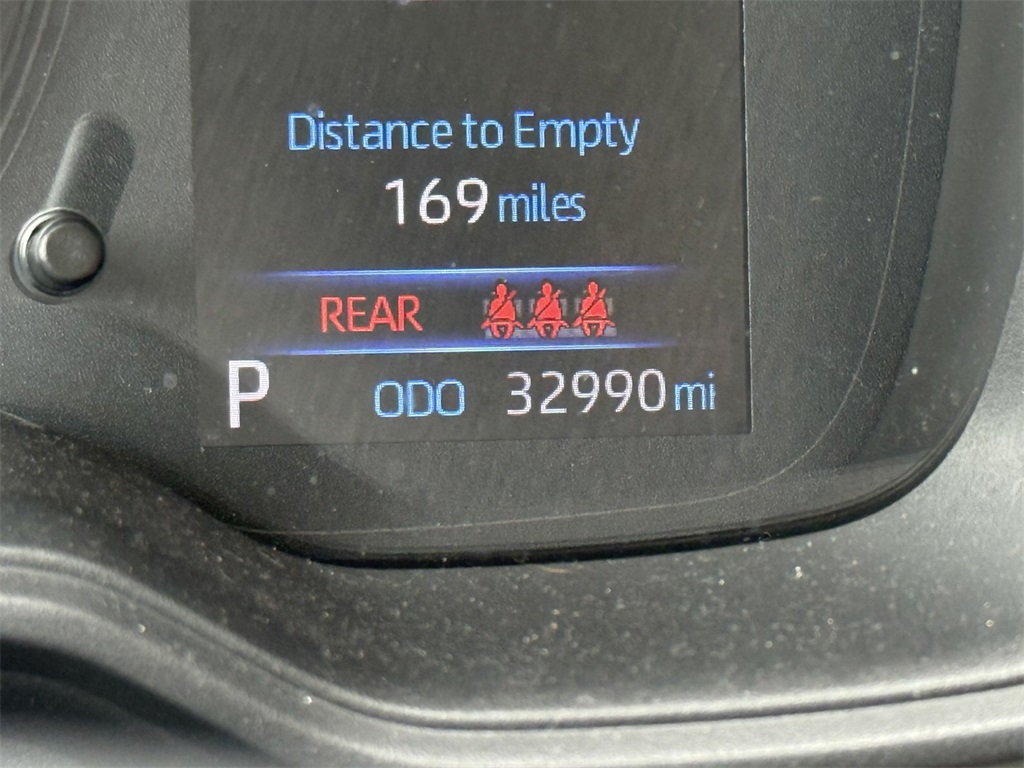 Distance to Empty
169 miles
REAR
P ODO 32990 mi